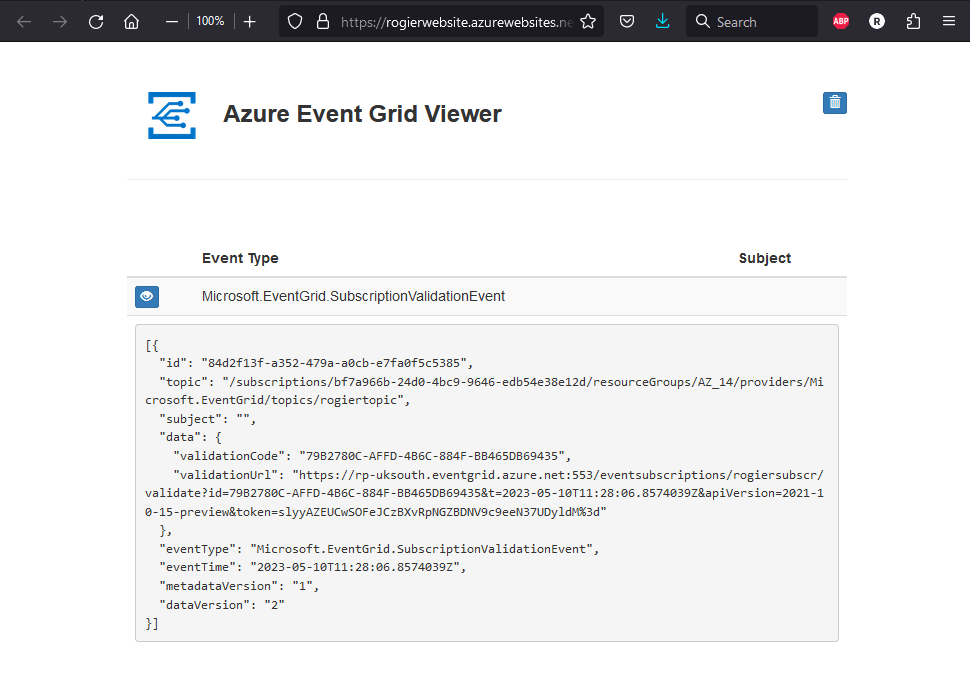 100%
https://rogierwebsite.azurewebsites.ne
Search
ABP
R
Azure Event Grid Viewer
Event Type Subject
Microsoft.EventGrid.SubscriptionValidationEvent
[{
"id": "84d2f13f-a352-479a-a0cb-e7fa0f5c5385",
"topic": "/subscriptions/bf7a966b-24d0-4bc9-9646-edb54e38e12d/resourceGroups/AZ_14/providers/Mi
crosoft.EventGrid/topics/rogiertopic",
"subject": "",
"data": {
"validationCode": "79B2780C-AFFD-4B6C-884F-BB465DB69435",
"validationUrl": "https://rp-uksouth.eventgrid.azure.net:553/eventsubscriptions/rogiersubscr/
validate?id=79B2780C-AFFD-4B6C-884F-BB465DB69435&t=2023-05-10T11:28:06.8574039Z&apiVersion=2021-1
0-15-preview&token=slyyAZEUCwSOFeJCzBXvRpNGZBDNV9c9eeN37UDyldM%3d"
},
"eventType": "Microsoft.EventGrid.SubscriptionValidationEvent",
"eventTime": "2023-05-10T11:28:06.8574039Z",
"metadataVersion": "1",
"dataVersion": "2"
}]